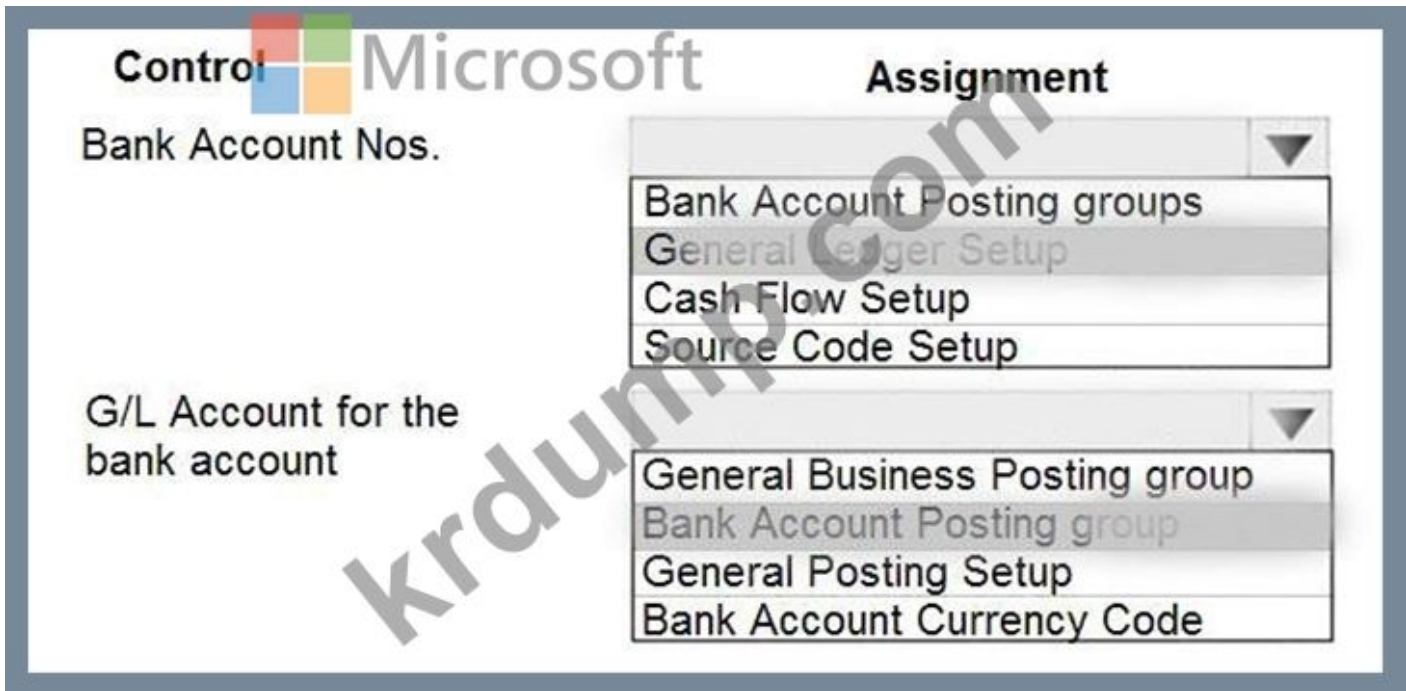 Control
Microsoft
Assignment
Bank Account Nos.
Bank Account Posting groups
General Ledger Setup
Cash Flow Setup
Source Code Setup
G/L Account for the
bank account
General Business Posting group
Bank Account Posting group
General Posting Setup
Bank Account Currency Code
krdump.com